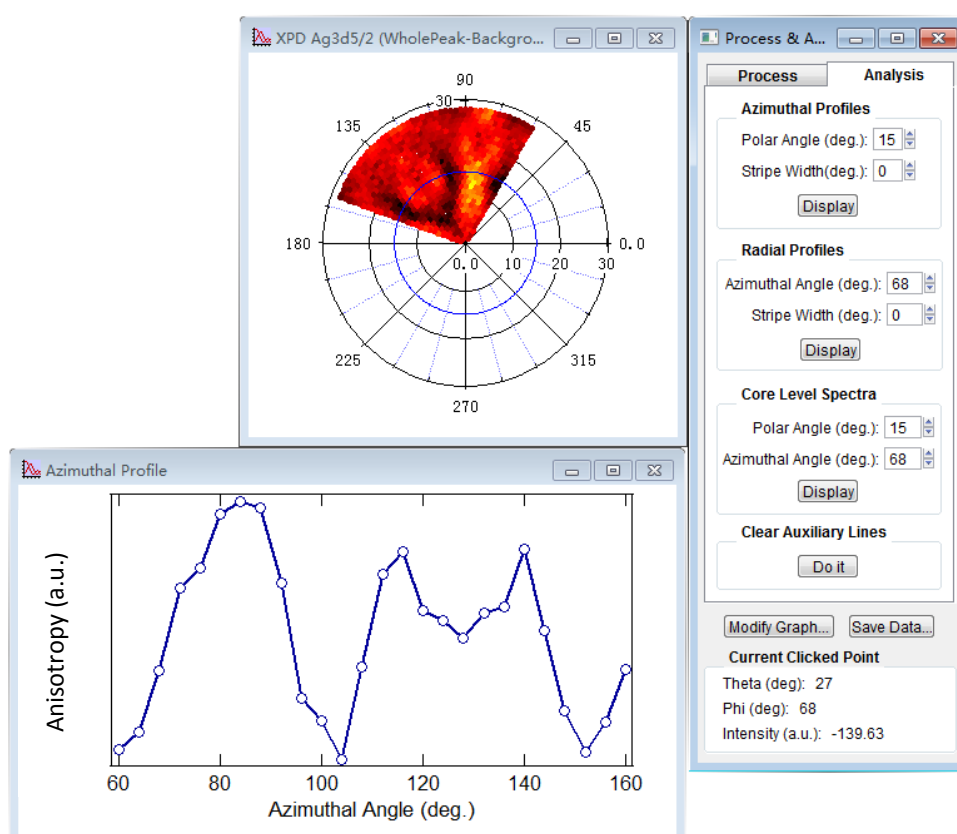 XPD Ag3d5/2 (WholePeak-Backgro...
90
30
135
45
180
0.0
0.0
10
20
30
225
315
270
Process & A...
Process
Analysis
Azimuthal Profiles
Polar Angle (deg.): 15
Stripe Width(deg.): 0
Display
Radial Profiles
Azimuthal Angle (deg.): 68
Stripe Width (deg.): 0
Display
Core Level Spectra
Polar Angle (deg.): 15
Azimuthal Angle (deg.): 68
Display
Clear Auxiliary Lines
Do it
Modify Graph... Save Data...
Current Clicked Point
Theta (deg): 27
Phi (deg): 68
Intensity (a.u.): -139.63
Azimuthal Profile
Anisotropy (a.u.)
60 80 100 120 140 160
Azimuthal Angle (deg.)